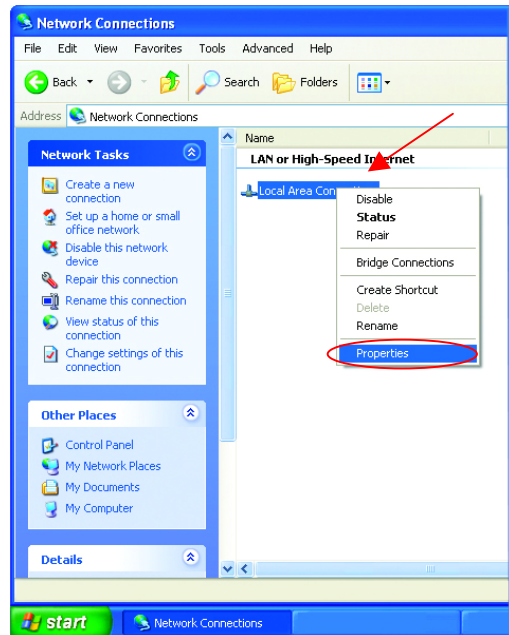 Network Connections
File Edit View Favorites Tools Advanced Help
Back Search Folders
Address Network Connections
Network Tasks
Create a new
connection
Set up a home or small
office network
Disable this network
device
Repair this connection
Rename this connection
View status of this
connection
Change settings of this
connection
Other Places
Control Panel
My Network Places
My Documents
My Computer
Details
Name
LAN or High-Speed Internet
Local Area
Disable
Status
Repair
Bridge Connections
Create Shortcut
Delete
Rename
Properties
start Network Connections